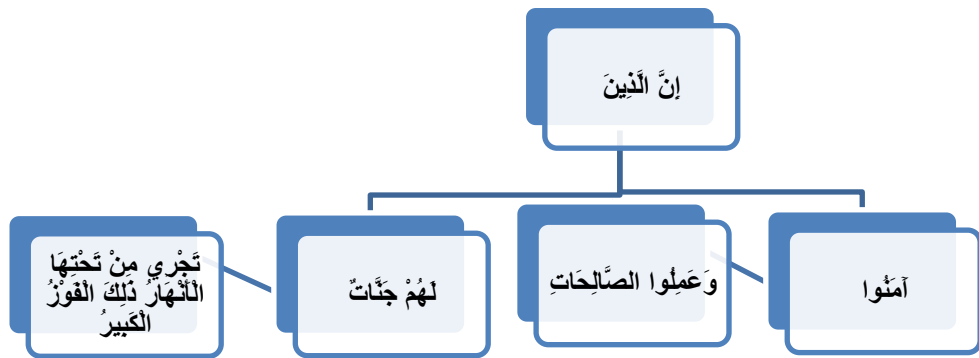 إِنَّ الَّذِينَ
آمَنُوا
وَعَمِلُوا الصَّالِحَاتِ
لَهُمْ جَنَّاتٌ
تَجْرِي مِنْ تَحْتِهَا
الْأَنْهَارُ ذَلِكَ الْفَوْزُ
الْكَبِيرُ